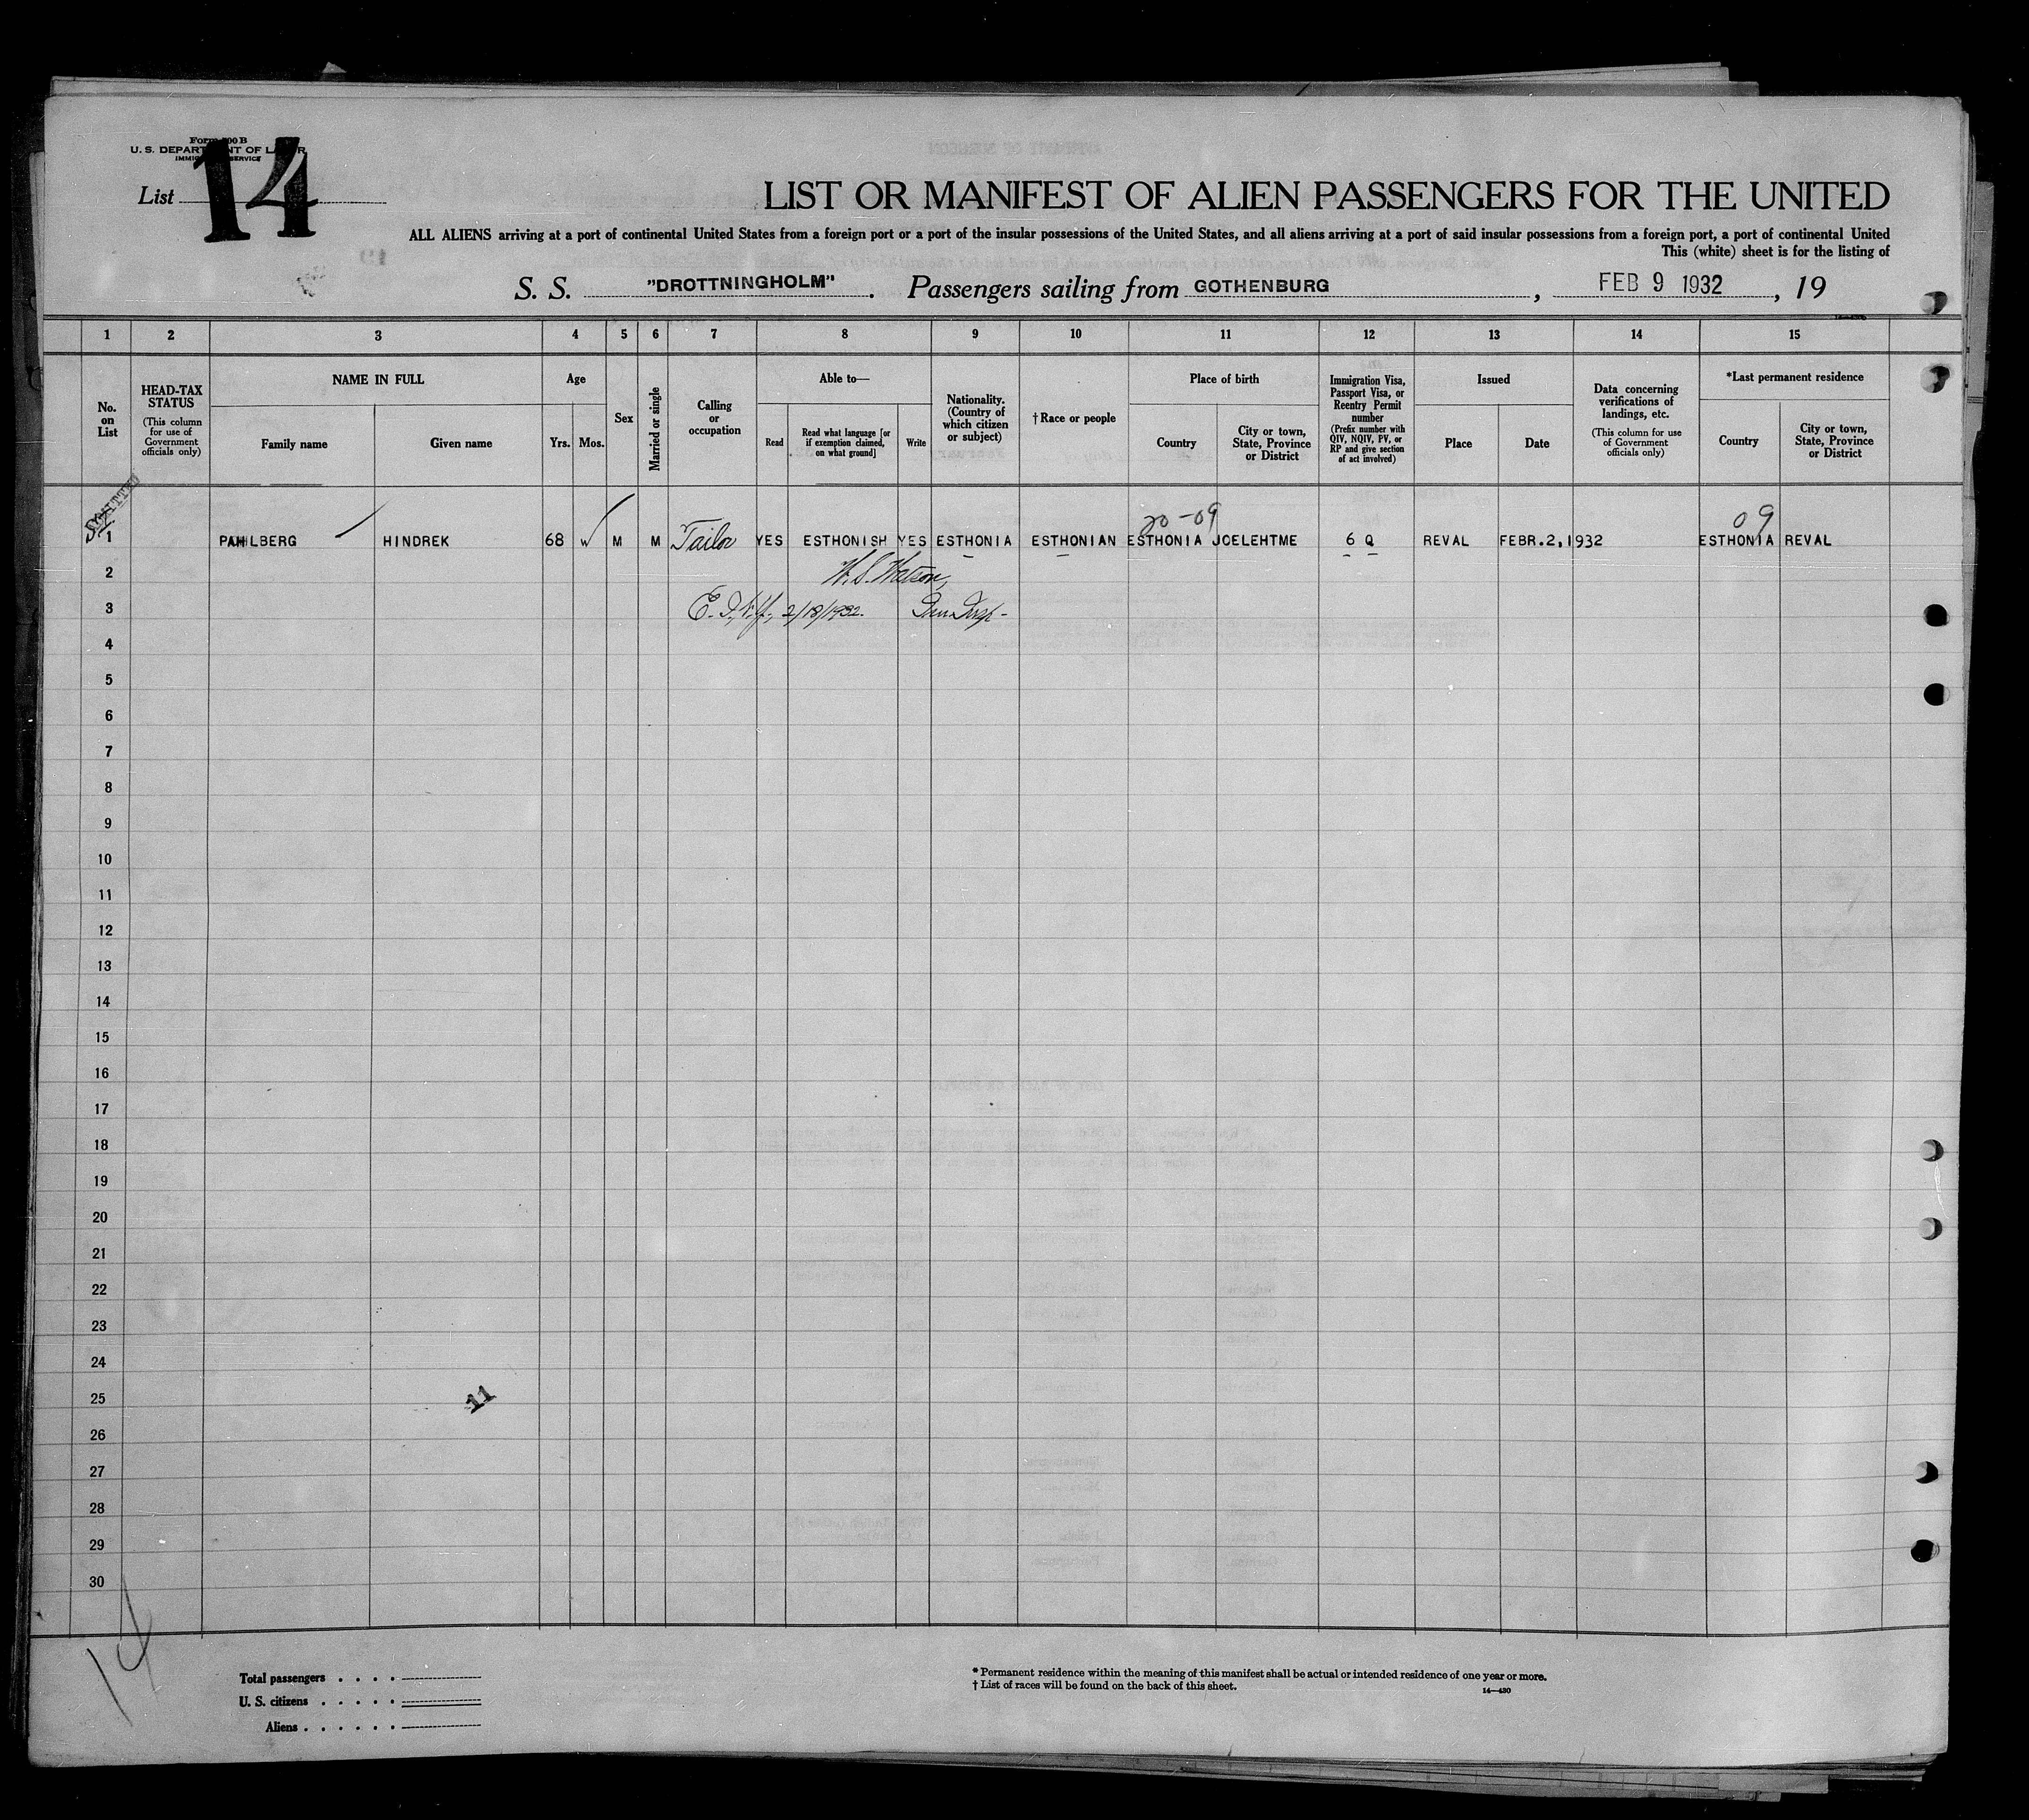 Form 500 B
U. S. DEPARTMENT OF LABOR
IMMIGRATION SERVICE
List 14
LIST OR MANIFEST OF ALIEN PASSENGERS FOR THE UNITED
ALL ALIENS arriving at a port of continental United States from a foreign port or a port of the insular possessions of the United States, and all aliens arriving at a port of said insular possessions from a foreign port, a port of continental United
This (white) sheet is for the listing of
S. S. "DROTTNINGHOLM". Passengers sailing from GOTHENBURG, FEB 9 1932, 19
1 2 3 4 5 6 7 8 9 10 11 12 13 14 15
No. on List
HEAD-TAX STATUS
(This column for use of Government officials only)
NAME IN FULL
Family name
Given name
Age
Yrs. Mos.
Sex
Married or single
Calling or occupation
Able to—
Read
Read what language [or if exemption claimed, on what ground]
Write
Nationality. (Country of which citizen or subject)
† Race or people
Place of birth
Country
City or town, State, Province or District
Immigration Visa, Passport Visa, or Reentry Permit number
(Prefix number with QIV, NQIV, PV, or RP and give section of act involved)
Issued
Place
Date
Data concerning verifications of landings, etc.
(This column for use of Government officials only)
*Last permanent residence
Country
City or town, State, Province or District
ADMITTED
20-09
09
1 PAHLBERG HINDREK 68 M M Tailor YES ESTHONISH YES ESTHONIA ESTHONIAN ESTHONIA JOELEHTME 6 Q REVAL FEBR.2,1932 ESTHONIA REVAL
2 W. S. Watson,
3 2/18/1932.
4
5
6
7
8
9
10
11
12
13
14
15
16
17
18
19
20
21
22
23
24
25
11
26
27
28
29
30
14
Total passengers . . . .
U. S. citizens . . . . .
Aliens . . . . . .
* Permanent residence within the meaning of this manifest shall be actual or intended residence of one year or more.
† List of races will be found on the back of this sheet.
14—430